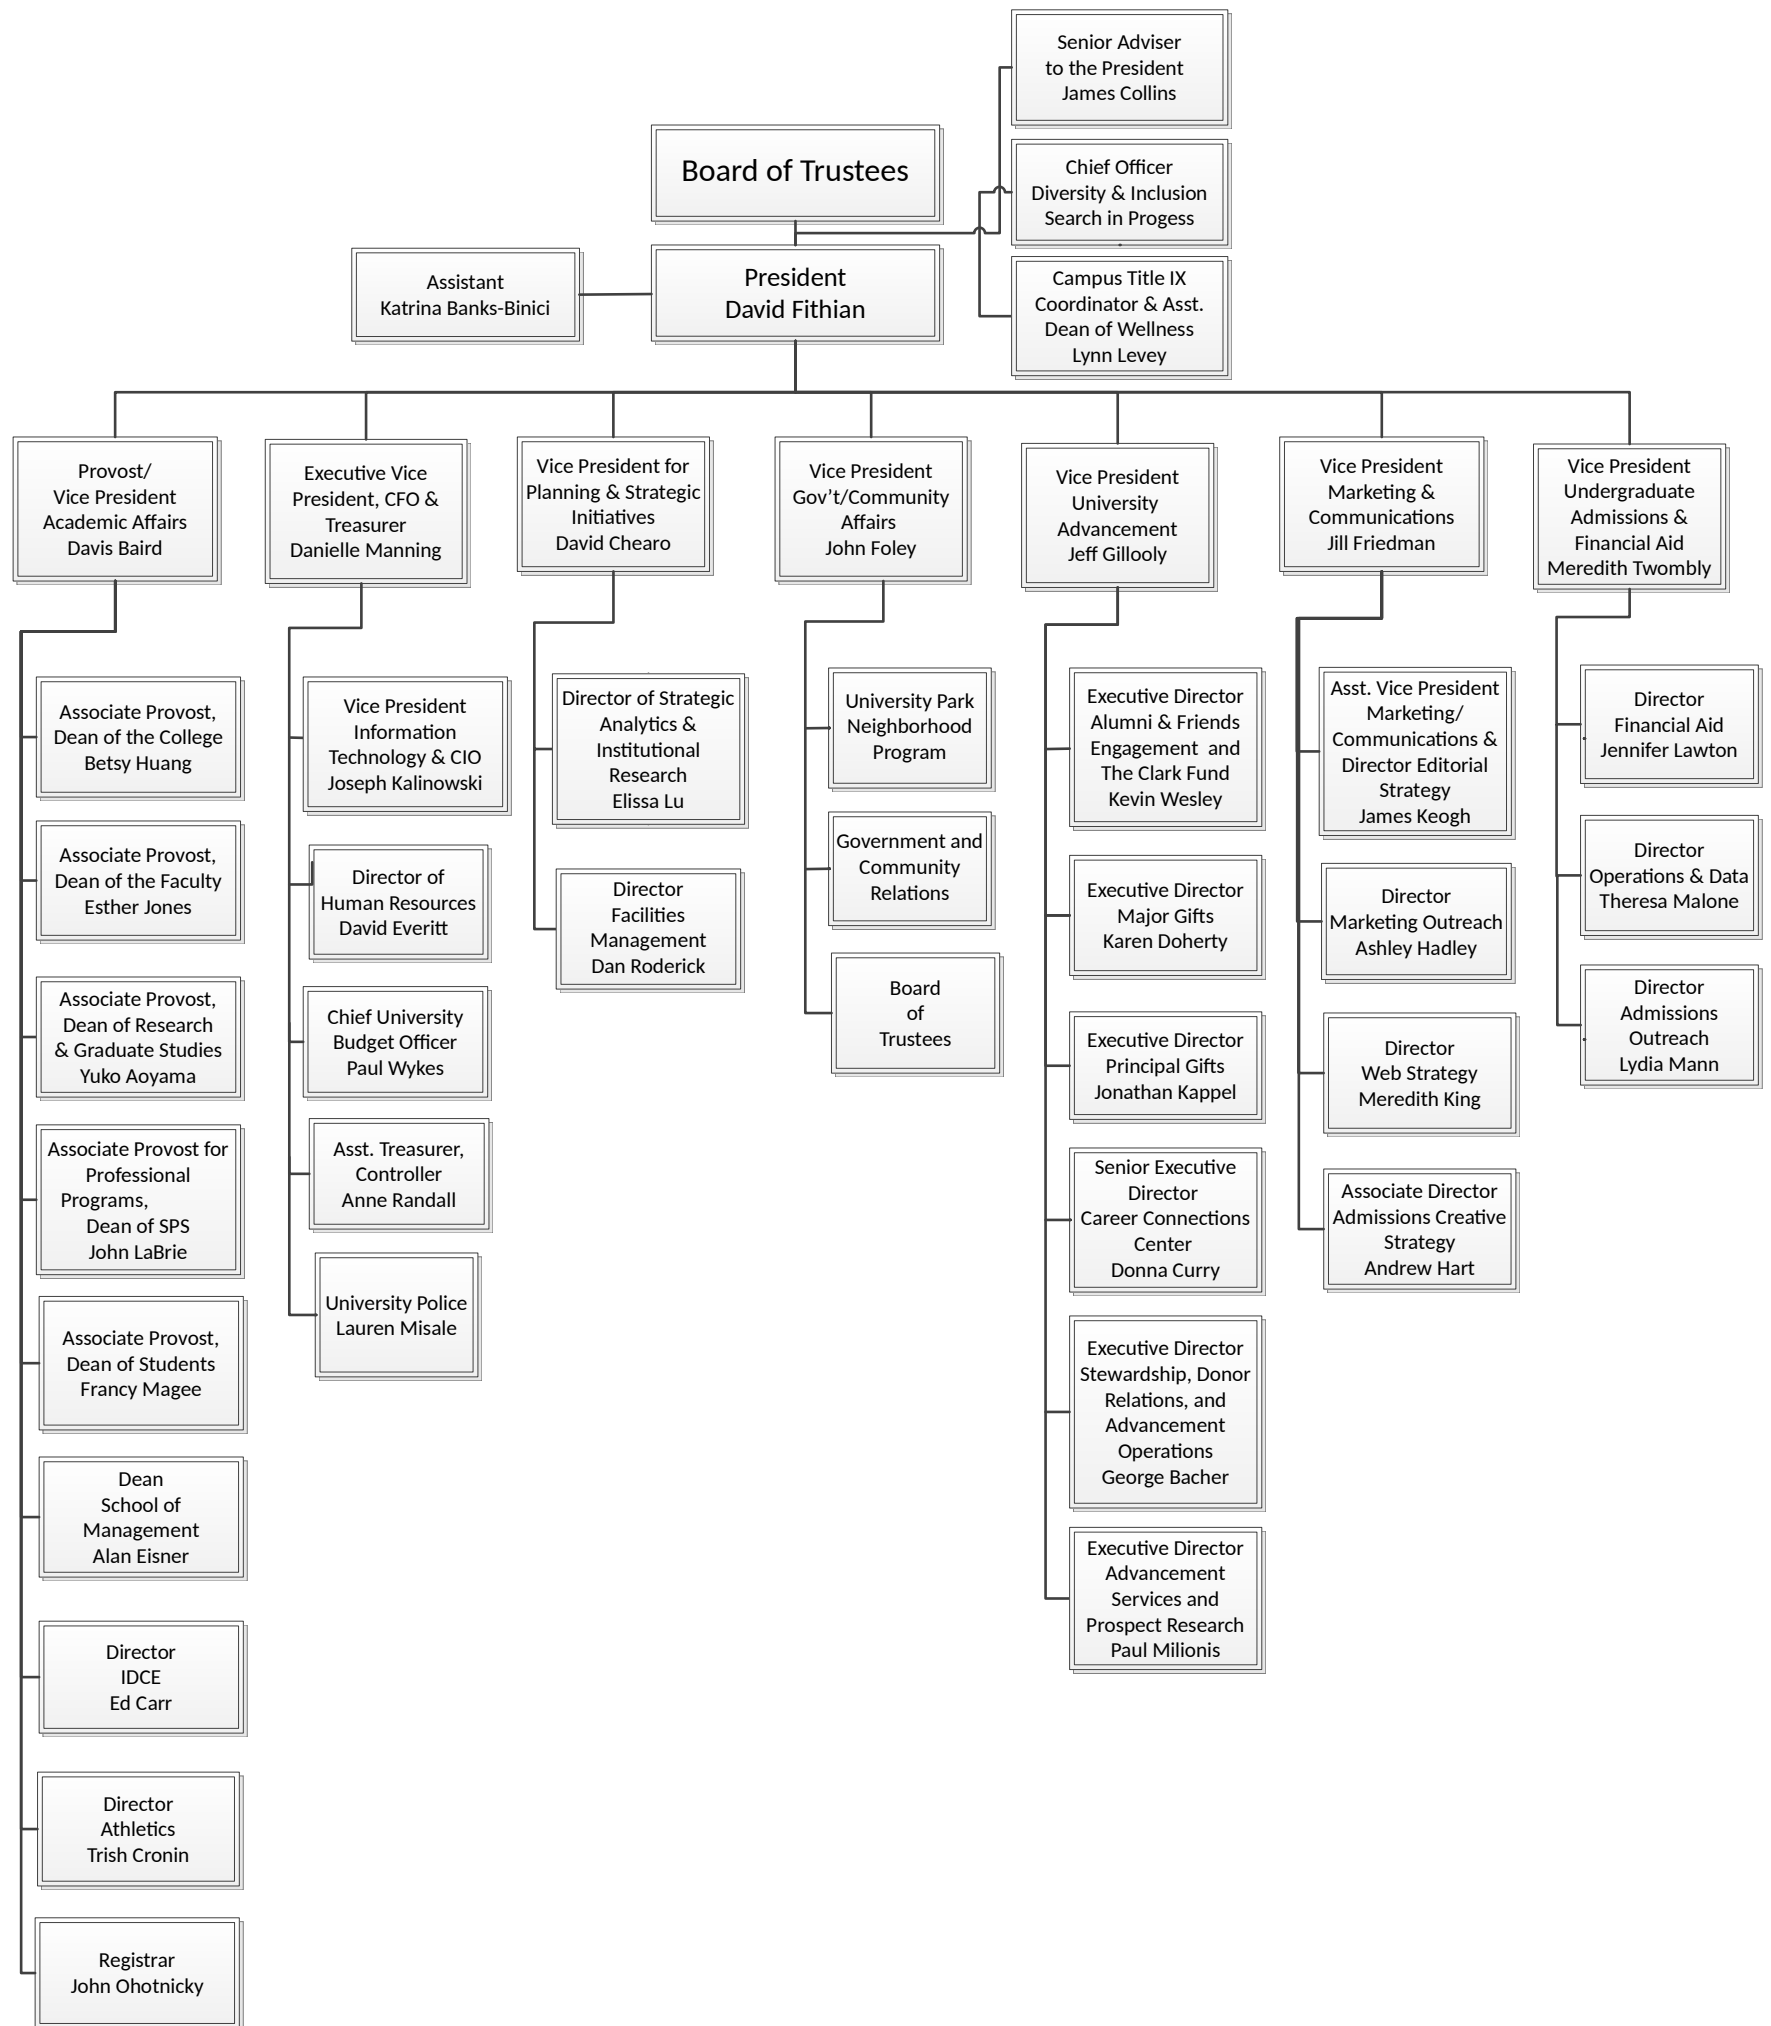 Senior Adviser
to the President
James Collins
Board of Trustees
Chief Officer
Diversity & Inclusion
Search in Progess
Assistant
Katrina Banks-Binici
President
David Fithian
Campus Title IX
Coordinator & Asst.
Dean of Wellness
Lynn Levey
Provost/
Vice President
Academic Affairs
Davis Baird
Executive Vice
President, CFO &
Treasurer
Danielle Manning
Vice President for
Planning & Strategic
Initiatives
David Chearo
Vice President
Gov’t/Community
Affairs
John Foley
Vice President
University
Advancement
Jeff Gillooly
Vice President
Marketing &
Communications
Jill Friedman
Vice President
Undergraduate
Admissions &
Financial Aid
Meredith Twombly
Associate Provost,
Dean of the College
Betsy Huang
Associate Provost,
Dean of the Faculty
Esther Jones
Associate Provost,
Dean of Research
& Graduate Studies
Yuko Aoyama
Associate Provost for
Professional
Programs,
Dean of SPS
John LaBrie
Associate Provost,
Dean of Students
Francy Magee
Dean
School of
Management
Alan Eisner
Director
IDCE
Ed Carr
Director
Athletics
Trish Cronin
Registrar
John Ohotnicky
Vice President
Information
Technology & CIO
Joseph Kalinowski
Director of
Human Resources
David Everitt
Chief University
Budget Officer
Paul Wykes
Asst. Treasurer,
Controller
Anne Randall
University Police
Lauren Misale
Director of Strategic
Analytics &
Institutional
Research
Elissa Lu
Director
Facilities
Management
Dan Roderick
University Park
Neighborhood
Program
Government and
Community
Relations
Board
of
Trustees
Executive Director
Alumni & Friends
Engagement and
The Clark Fund
Kevin Wesley
Executive Director
Major Gifts
Karen Doherty
Executive Director
Principal Gifts
Jonathan Kappel
Senior Executive
Director
Career Connections
Center
Donna Curry
Executive Director
Stewardship, Donor
Relations, and
Advancement
Operations
George Bacher
Executive Director
Advancement
Services and
Prospect Research
Paul Milionis
Asst. Vice President
Marketing/
Communications &
Director Editorial
Strategy
James Keogh
Director
Marketing Outreach
Ashley Hadley
Director
Web Strategy
Meredith King
Associate Director
Admissions Creative
Strategy
Andrew Hart
Director
Financial Aid
Jennifer Lawton
Director
Operations & Data
Theresa Malone
Director
Admissions
Outreach
Lydia Mann